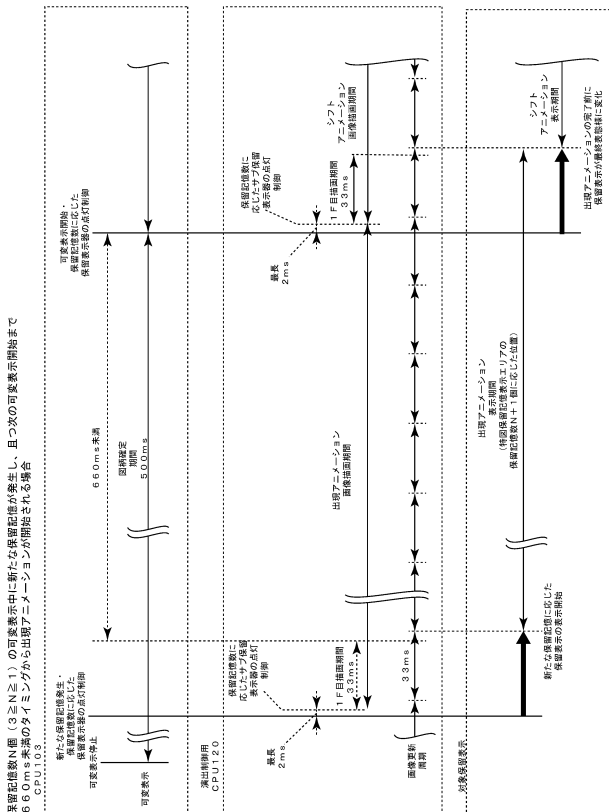 保留記憶数N個（3≧N≧1）の可変表示中に新たな保留記憶が発生し、且つ次の可変表示開始まで
660ms未満のタイミングから出現アニメーションが開始される場合
CPU103
新たな保留記憶発生・
保留記憶数に応じた
保留表示器の点灯制御
可変表示停止
可変表示
660ms未満
図柄確定
期間
500ms
可変表示開始・
保留記憶数に応じた
保留表示器の点灯制御
演出制御用
CPU120
最長
2ms
保留記憶数に
応じたサブ保留
表示器の点灯
制御
1F目描画期間
33ms
出現アニメーション
画像描画期間
最長
2ms
保留記憶数に
応じたサブ保留
表示器の点灯
制御
1F目描画期間
33ms
シフト
アニメーション
画像描画期間
画像更新
周期
33ms
対象保留表示
新たな保留記憶に応じた
保留表示の表示開始
出現アニメーション
表示期間
（特図保留記憶表示エリアの
保留記憶数N＋1個に応じた位置）
シフト
アニメーション
表示期間
出現アニメーションの完了前に
保留表示が最終表示態様に変化